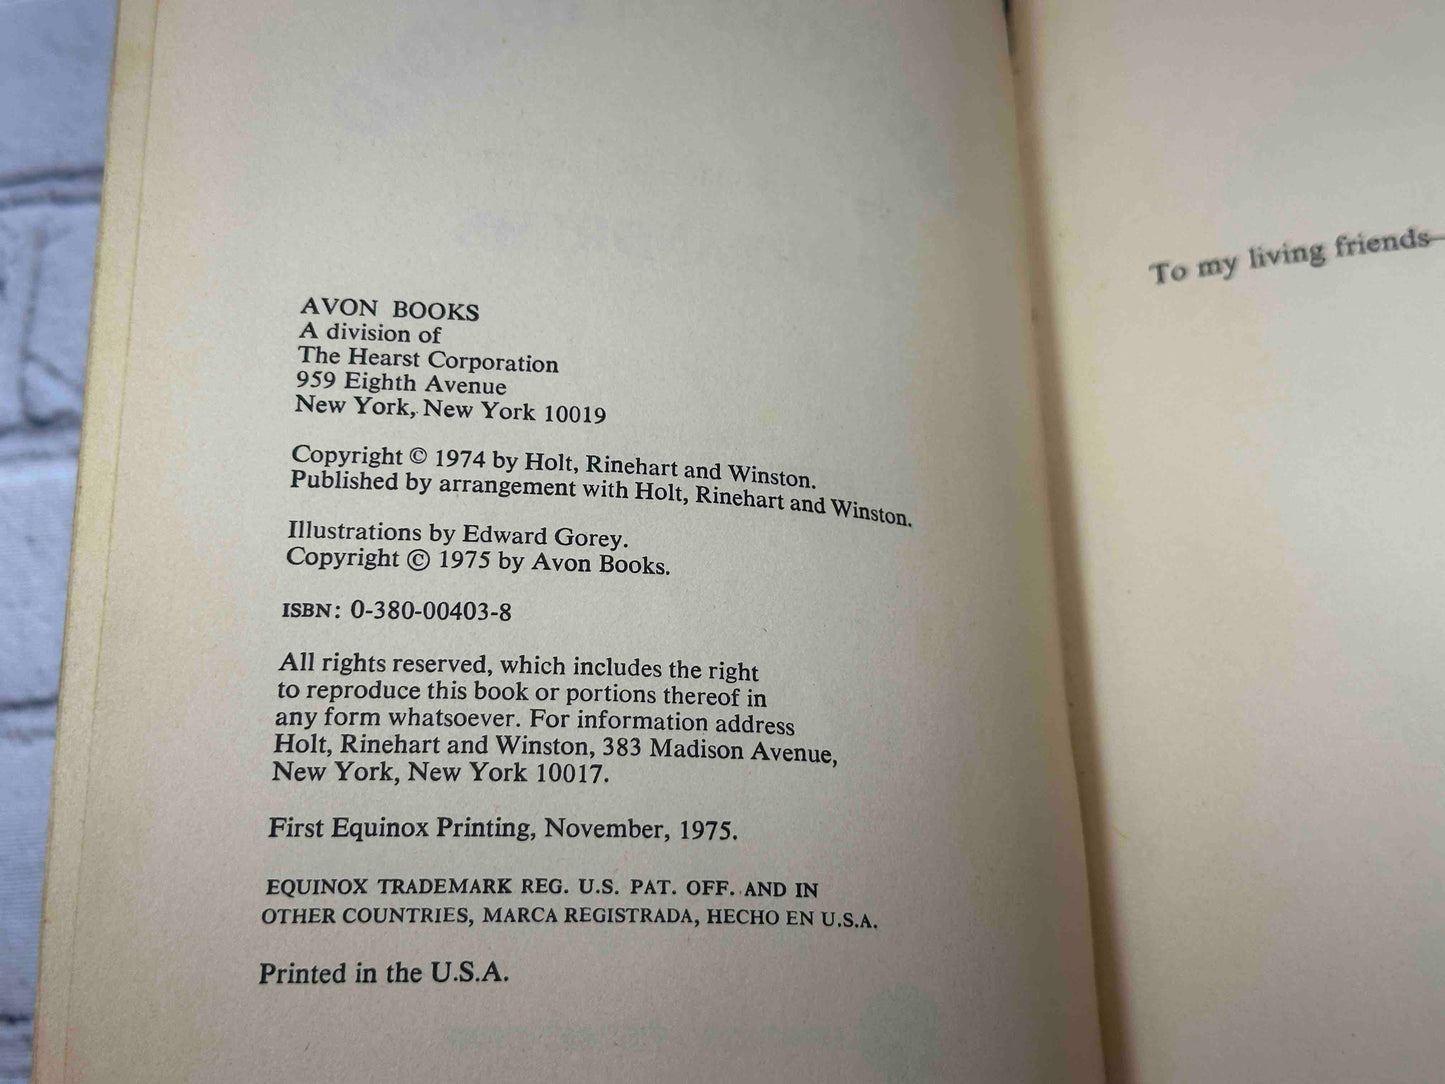 AVON BOOKS
A division of
The Hearst Corporation
959 Eighth Avenue
New York, New York 10019
Copyright © 1974 by Holt, Rinehart and Winston.
Published by arrangement with Holt, Rinehart and Winston.
Illustrations by Edward Gorey.
Copyright © 1975 by Avon Books.
ISBN: 0-380-00403-8
All rights reserved, which includes the right
to reproduce this book or portions thereof in
any form whatsoever. For information address
Holt, Rinehart and Winston, 383 Madison Avenue,
New York, New York 10017.
First Equinox Printing, November, 1975.
EQUINOX TRADEMARK REG. U.S. PAT. OFF. AND IN
OTHER COUNTRIES, MARCA REGISTRADA, HECHO EN U.S.A.
Printed in the U.S.A.
To my living friends—